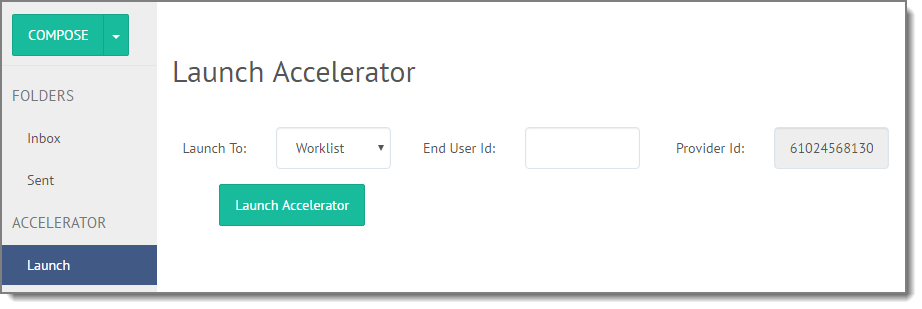 COMPOSE
FOLDERS
Inbox
Sent
ACCELERATOR
Launch
Launch Accelerator
Launch To: Worklist End User Id: Provider Id: 61024568130
Launch Accelerator